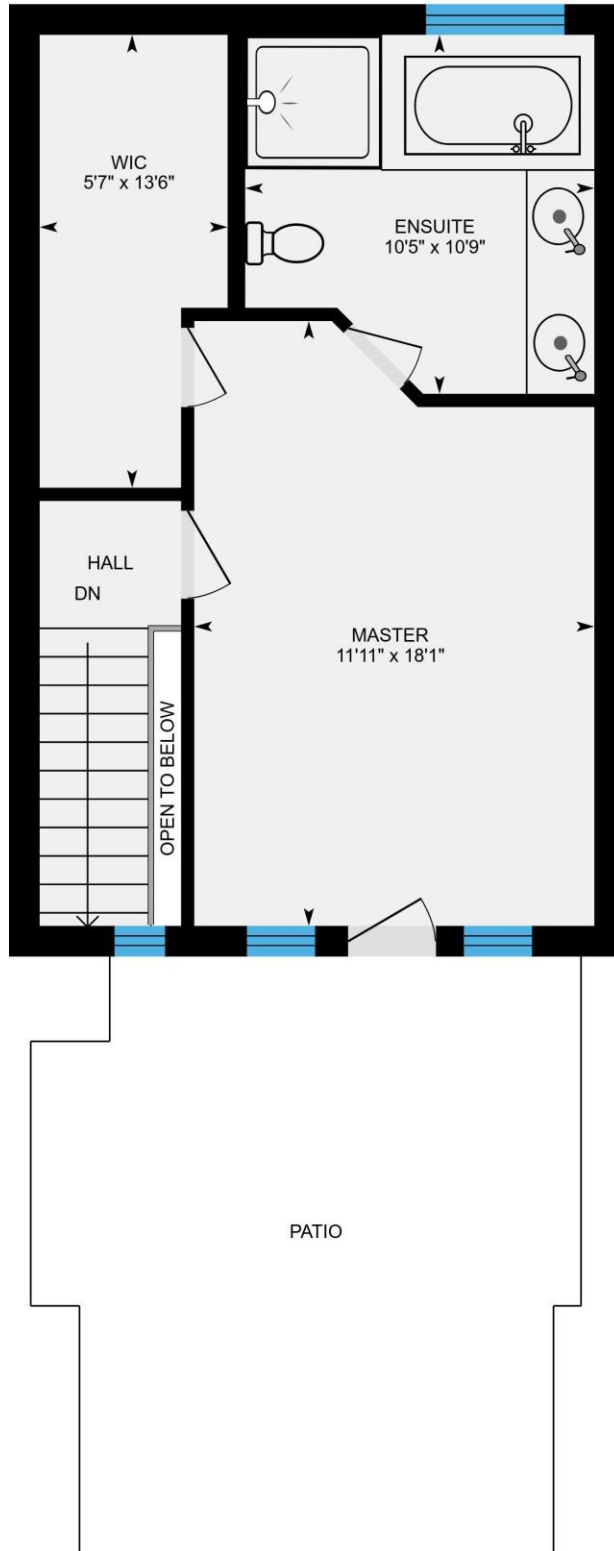 WIC
5'7" x 13'6"
ENSUITE
10'5" x 10'9"
HALL
DN
MASTER
11'11" x 18'1"
OPEN TO BELOW
PATIO